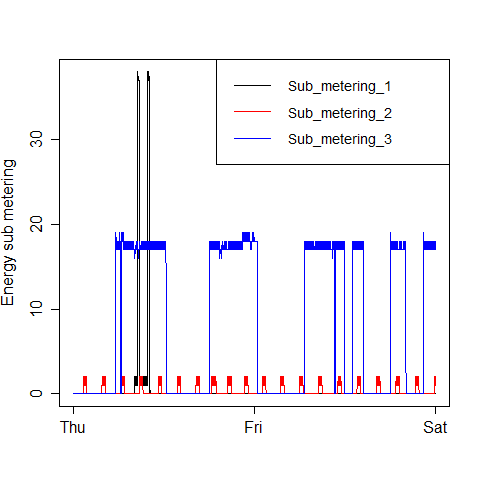 Sub_metering_1
Sub_metering_2
Sub_metering_3
Energy sub metering
30
20
10
0
Thu Fri Sat